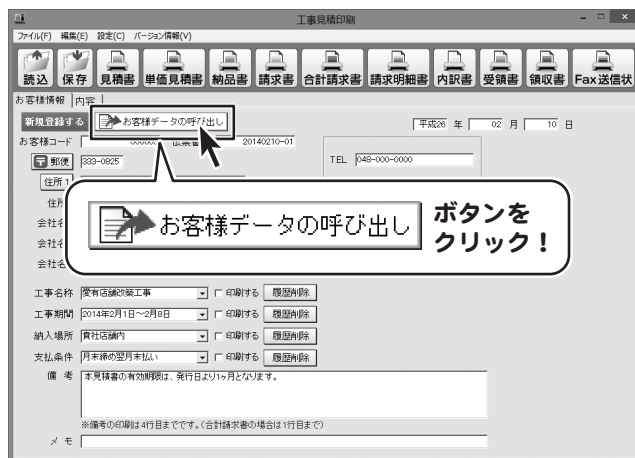 工事見積印刷
ファイル(F) 編集(E) 設定(C) バージョン情報(V)
読込 保存 見積書 単価見積書 納品書 請求書 合計請求書 請求明細書 内訳書 受領書 領収書 Fax送信状
お客様情報 内容
新規登録する お客様データの呼び出し 平成26 年 02 月 10 日
お客様コード 20140210-01
〒郵便 333-0825 TEL 048-000-0000
住所1
住所
会社名
会社名
会社名
お客様データの呼び出し
ボタンを
クリック!
工事名称 愛有店舗改築工事 印刷する 履歴削除
工事期間 2014年2月1日~2月8日 印刷する 履歴削除
納入場所 貴社店舗内 印刷する 履歴削除
支払条件 月末締め翌月末払い 印刷する 履歴削除
備 考 本見積書の有効期限は、発行日より1ヶ月となります。
※備考の印刷は4行目までです。(合計請求書の場合は1行目まで)
メ モ